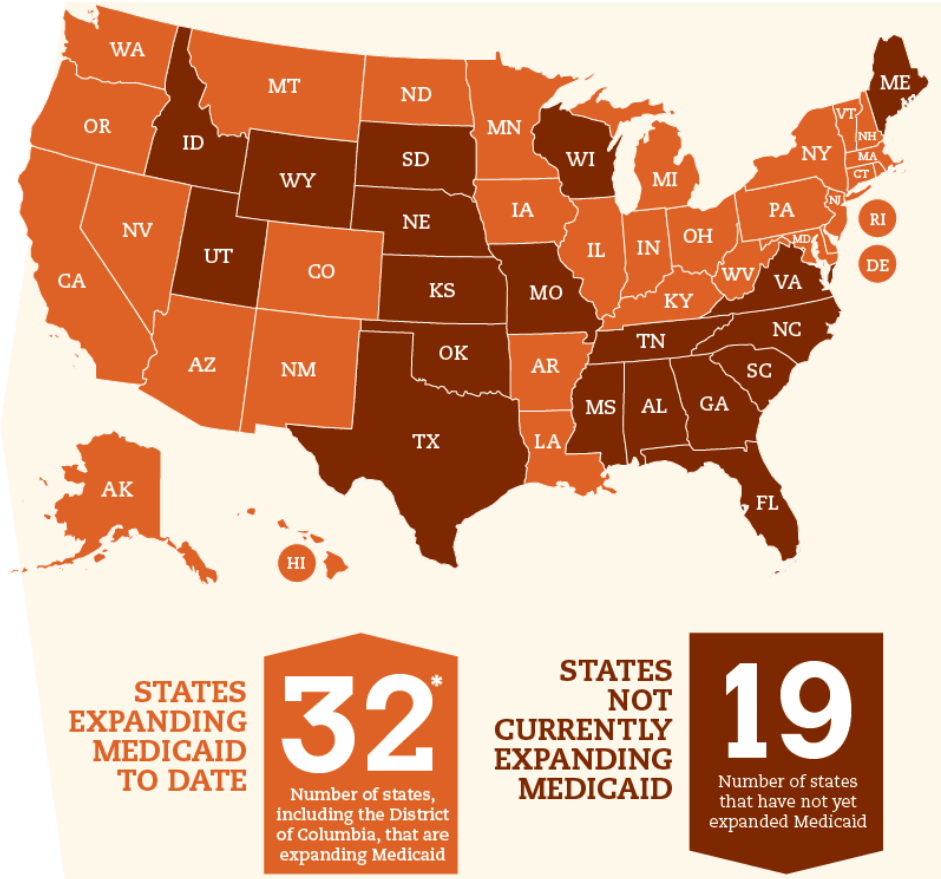 WA
MT
ND
MN
OR
ID
SD
WY
WI
MI
ME
VT
NH
NY
MA
CT
NV
UT
CO
NE
IA
IL
IN
OH
PA
NJ
RI
CA
KS
MO
KY
WV
MD
DE
VA
AZ
NM
OK
AR
TN
NC
SC
TX
LA
MS
AL
GA
FL
AK
HI
STATES
EXPANDING
MEDICAID
TO DATE
32*
Number of states,
including the District
of Columbia, that are
expanding Medicaid
STATES
NOT
CURRENTLY
EXPANDING
MEDICAID
19
Number of states
that have not yet
expanded Medicaid